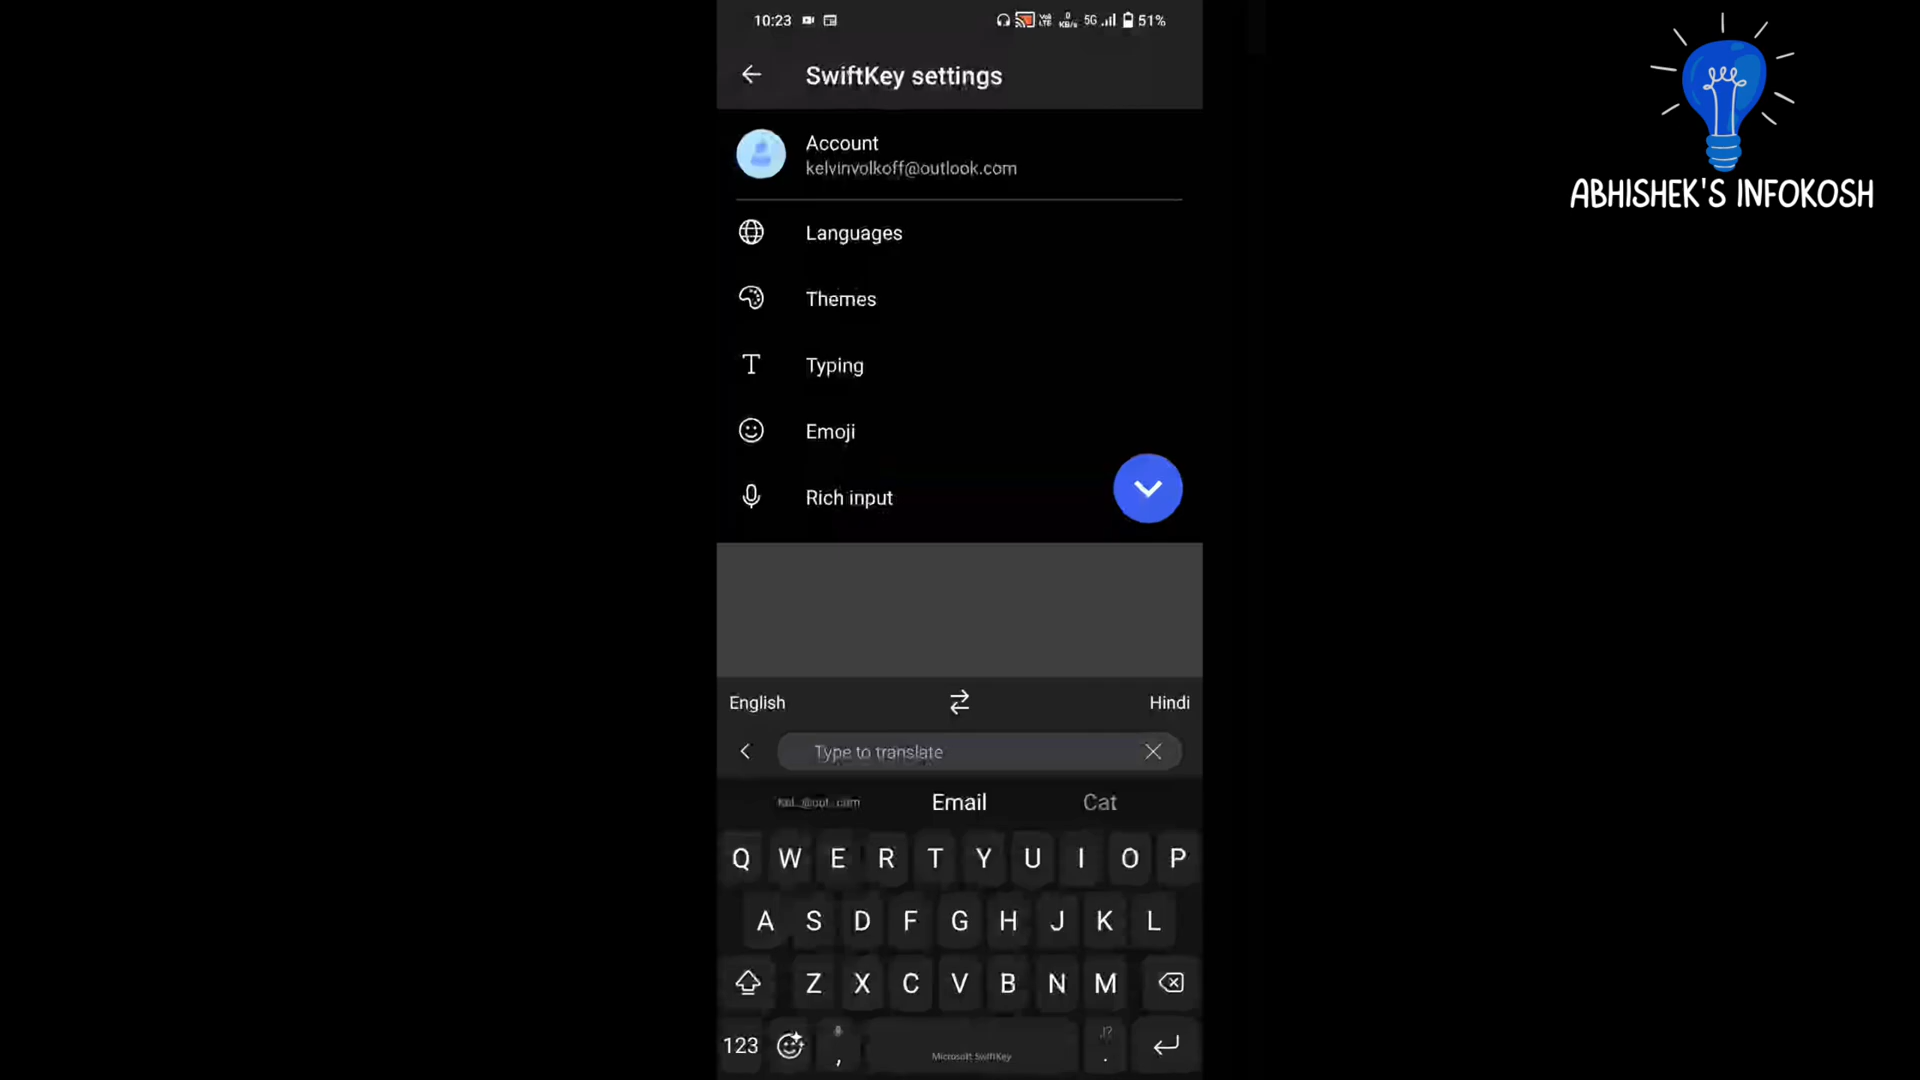 10:23
5G 51%
SwiftKey settings
ABHISHEK'S INFOKOSH
Account
kelvinvolkoff@outlook.com
Languages
Themes
Typing
Emoji
Rich input
English Hindi
Type to translate
Email Cat
Q W E R T Y U I O P
A S D F G H J K L
Z X C V B N M
123 , Microsoft SwiftKey .